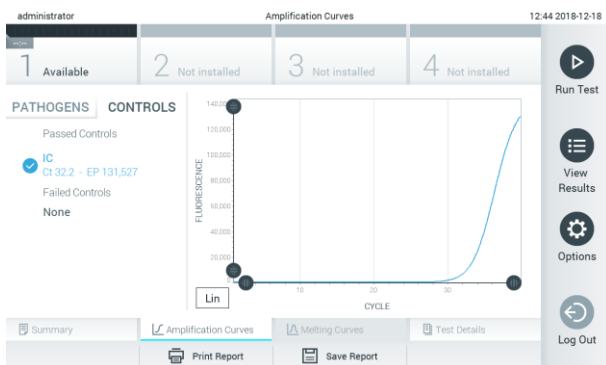 administrator
Amplification Curves
12:44 2018-12-18
--:--
1 Available
2 Not installed
3 Not installed
4 Not installed
Run Test
View
Results
Options
Log Out
PATHOGENS
CONTROLS
Passed Controls
IC
Ct 32.2 - EP 131,527
Failed Controls
None
FLUORESCENCE
140,000
120,000
100,000
80,000
60,000
40,000
20,000
0
10
20
30
CYCLE
Lin
Summary
Amplification Curves
Melting Curves
Test Details
Print Report
Save Report